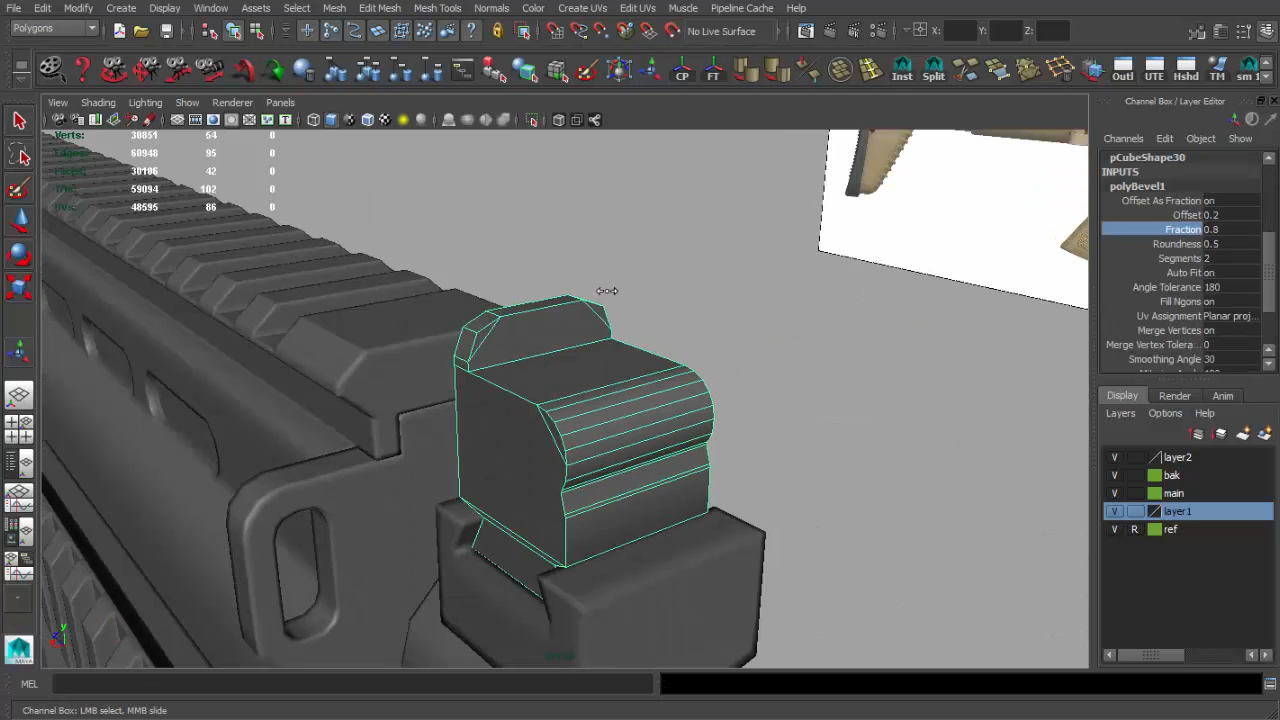 File Edit Modify Create Display Window Assets Select Mesh Edit Mesh Mesh Tools Normals Color Create UVs Edit UVs Muscle Pipeline Cache Help
Polygons
No Live Surface
X: Y: Z:
CP FT Inst Split Outl UTE Hshd TM sm 1
View Shading Lighting Show Renderer Panels
Channel Box / Layer Editor
Channels Edit Object Show
Verts: 30851 54 0
60948 95 0
30106 42 0
59094 102 0
UVs: 48595 86 0
pCubeShape30
INPUTS
polyBevel1
Offset As Fraction on
Offset 0.2
Fraction 0.8
Roundness 0.5
Segments 2
Auto Fit on
Angle Tolerance 180
Fill Ngons on
Uv Assignment Planar proj...
Merge Vertices on
Merge Vertex Tolera... 0
Smoothing Angle 30
Display Render Anim
Layers Options Help
V layer2
V bak
V main
V layer1
V R ref
MAYA
MEL
Channel Box: LMB select, MMB slide